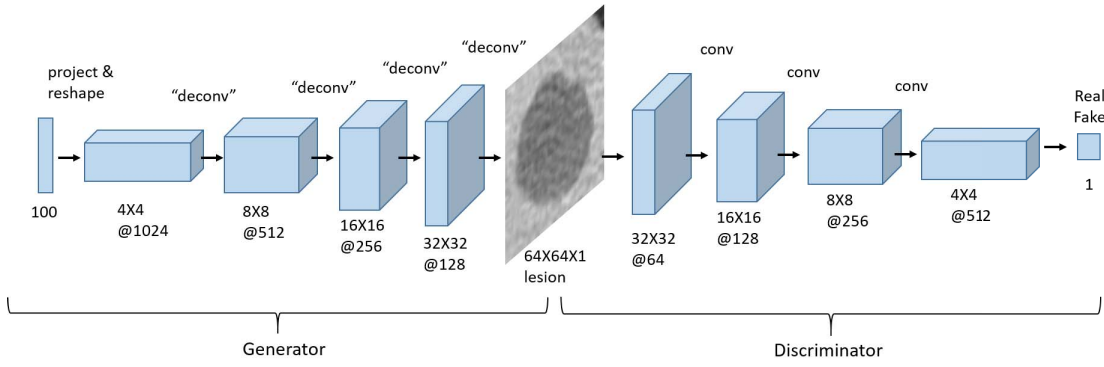 project &
reshape
"deconv"
"deconv"
"deconv"
"deconv"
100
4X4
@1024
8X8
@512
16X16
@256
32X32
@128
64X64X1
lesion
conv
conv
conv
32X32
@64
16X16
@128
8X8
@256
4X4
@512
Real
Fake
1
Generator
Discriminator